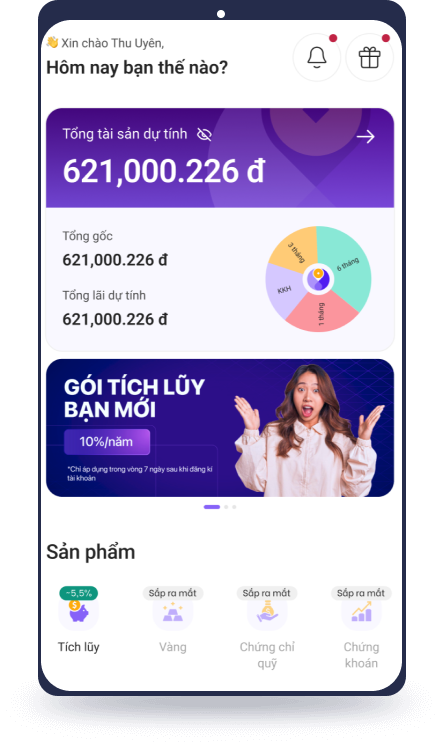 👋 Xin chào Thu Uyên,
Hôm nay bạn thế nào?
Tổng tài sản dự tính
621,000.226 đ
Tổng gốc
621,000.226 đ
Tổng lãi dự tính
621,000.226 đ
3 tháng
6 tháng
KKH
1 tháng
GÓI TÍCH LŨY
BẠN MỚI
10%/năm
*Chỉ áp dụng trong vòng 7 ngày sau khi đăng kí
tài khoản
Sản phẩm
~5,5%
Sắp ra mắt
Sắp ra mắt
Sắp ra mắt
Tích lũy
Vàng
Chứng chỉ
quỹ
Chứng
khoán